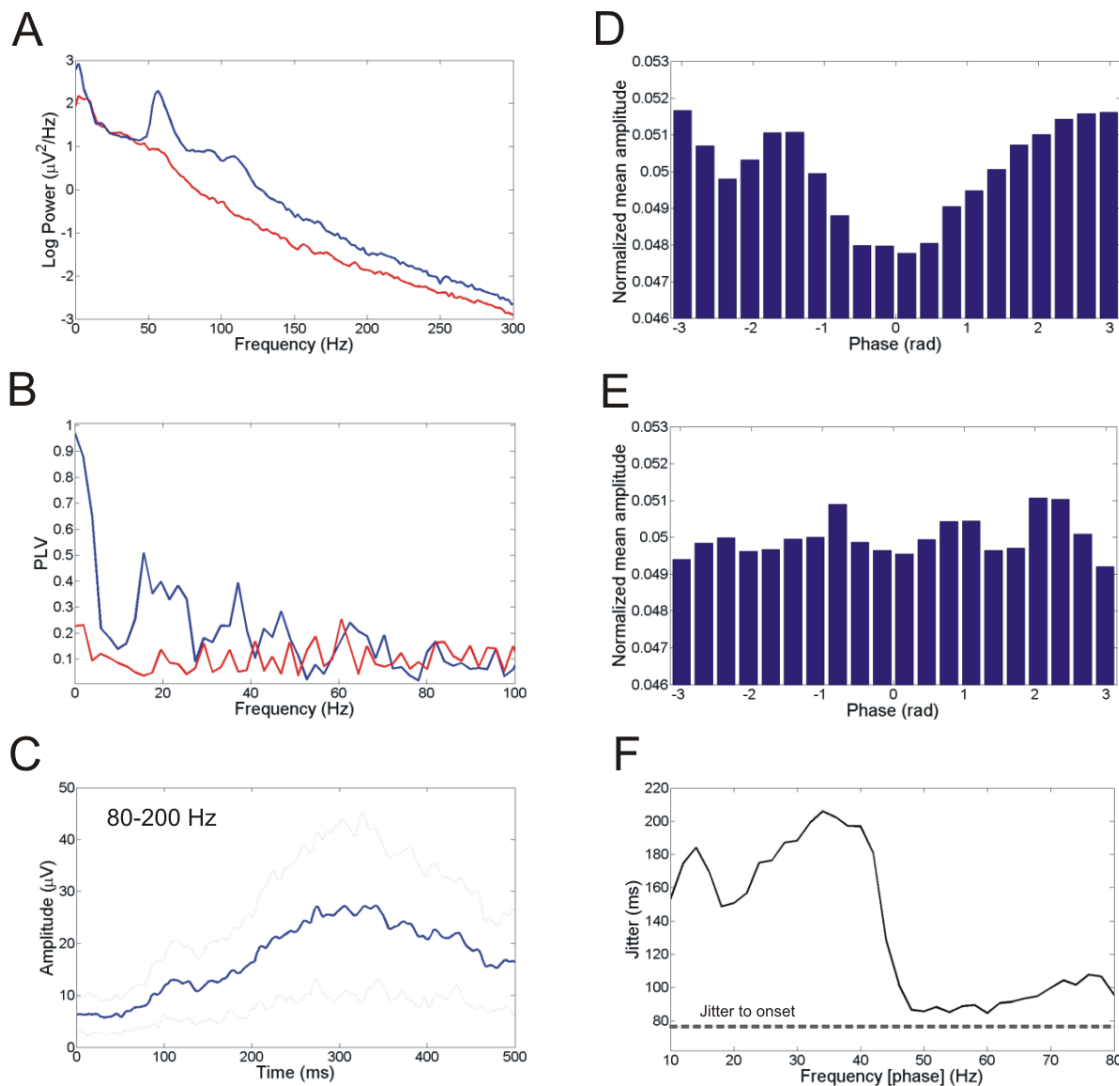 A
Log Power (μV²/Hz)
3
2
1
0
-1
-2
-3
0 50 100 150 200 250 300
Frequency (Hz)
B
PLV
1
0.9
0.8
0.7
0.6
0.5
0.4
0.3
0.2
0.1
0 20 40 60 80 100
Frequency (Hz)
C
80-200 Hz
Amplitude (μV)
50
40
30
20
10
0
0 100 200 300 400 500
Time (ms)
D
Normalized mean amplitude
0.053
0.052
0.051
0.05
0.049
0.048
0.047
0.046
-3 -2 -1 0 1 2 3
Phase (rad)
E
Normalized mean amplitude
0.053
0.052
0.051
0.05
0.049
0.048
0.047
0.046
-3 -2 -1 0 1 2 3
Phase (rad)
F
Jitter (ms)
220
200
180
160
140
120
100
80
60
Jitter to onset
10 20 30 40 50 60 70 80
Frequency [phase] (Hz)